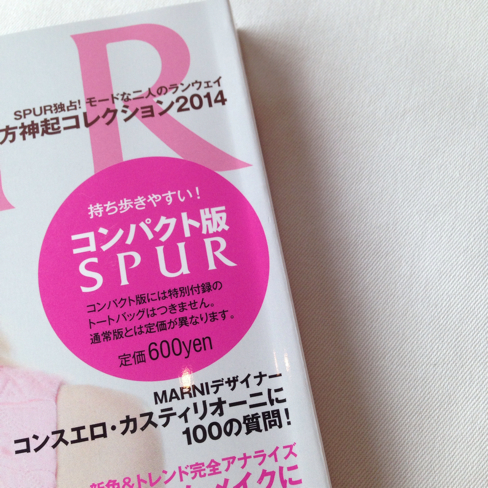 R
SPUR独占! モードな二人のランウェイ
方神起コレクション2014
持ち歩きやすい!
コンパクト版
SPUR
コンパクト版には特別付録の
トートバッグはつきません。
通常版とは定価が異なります。
定価600yen
MARNIデザイナー
コンスエロ・カスティリオーニに
100の質問!
新色&トレンド完全アナライズ
メイクに